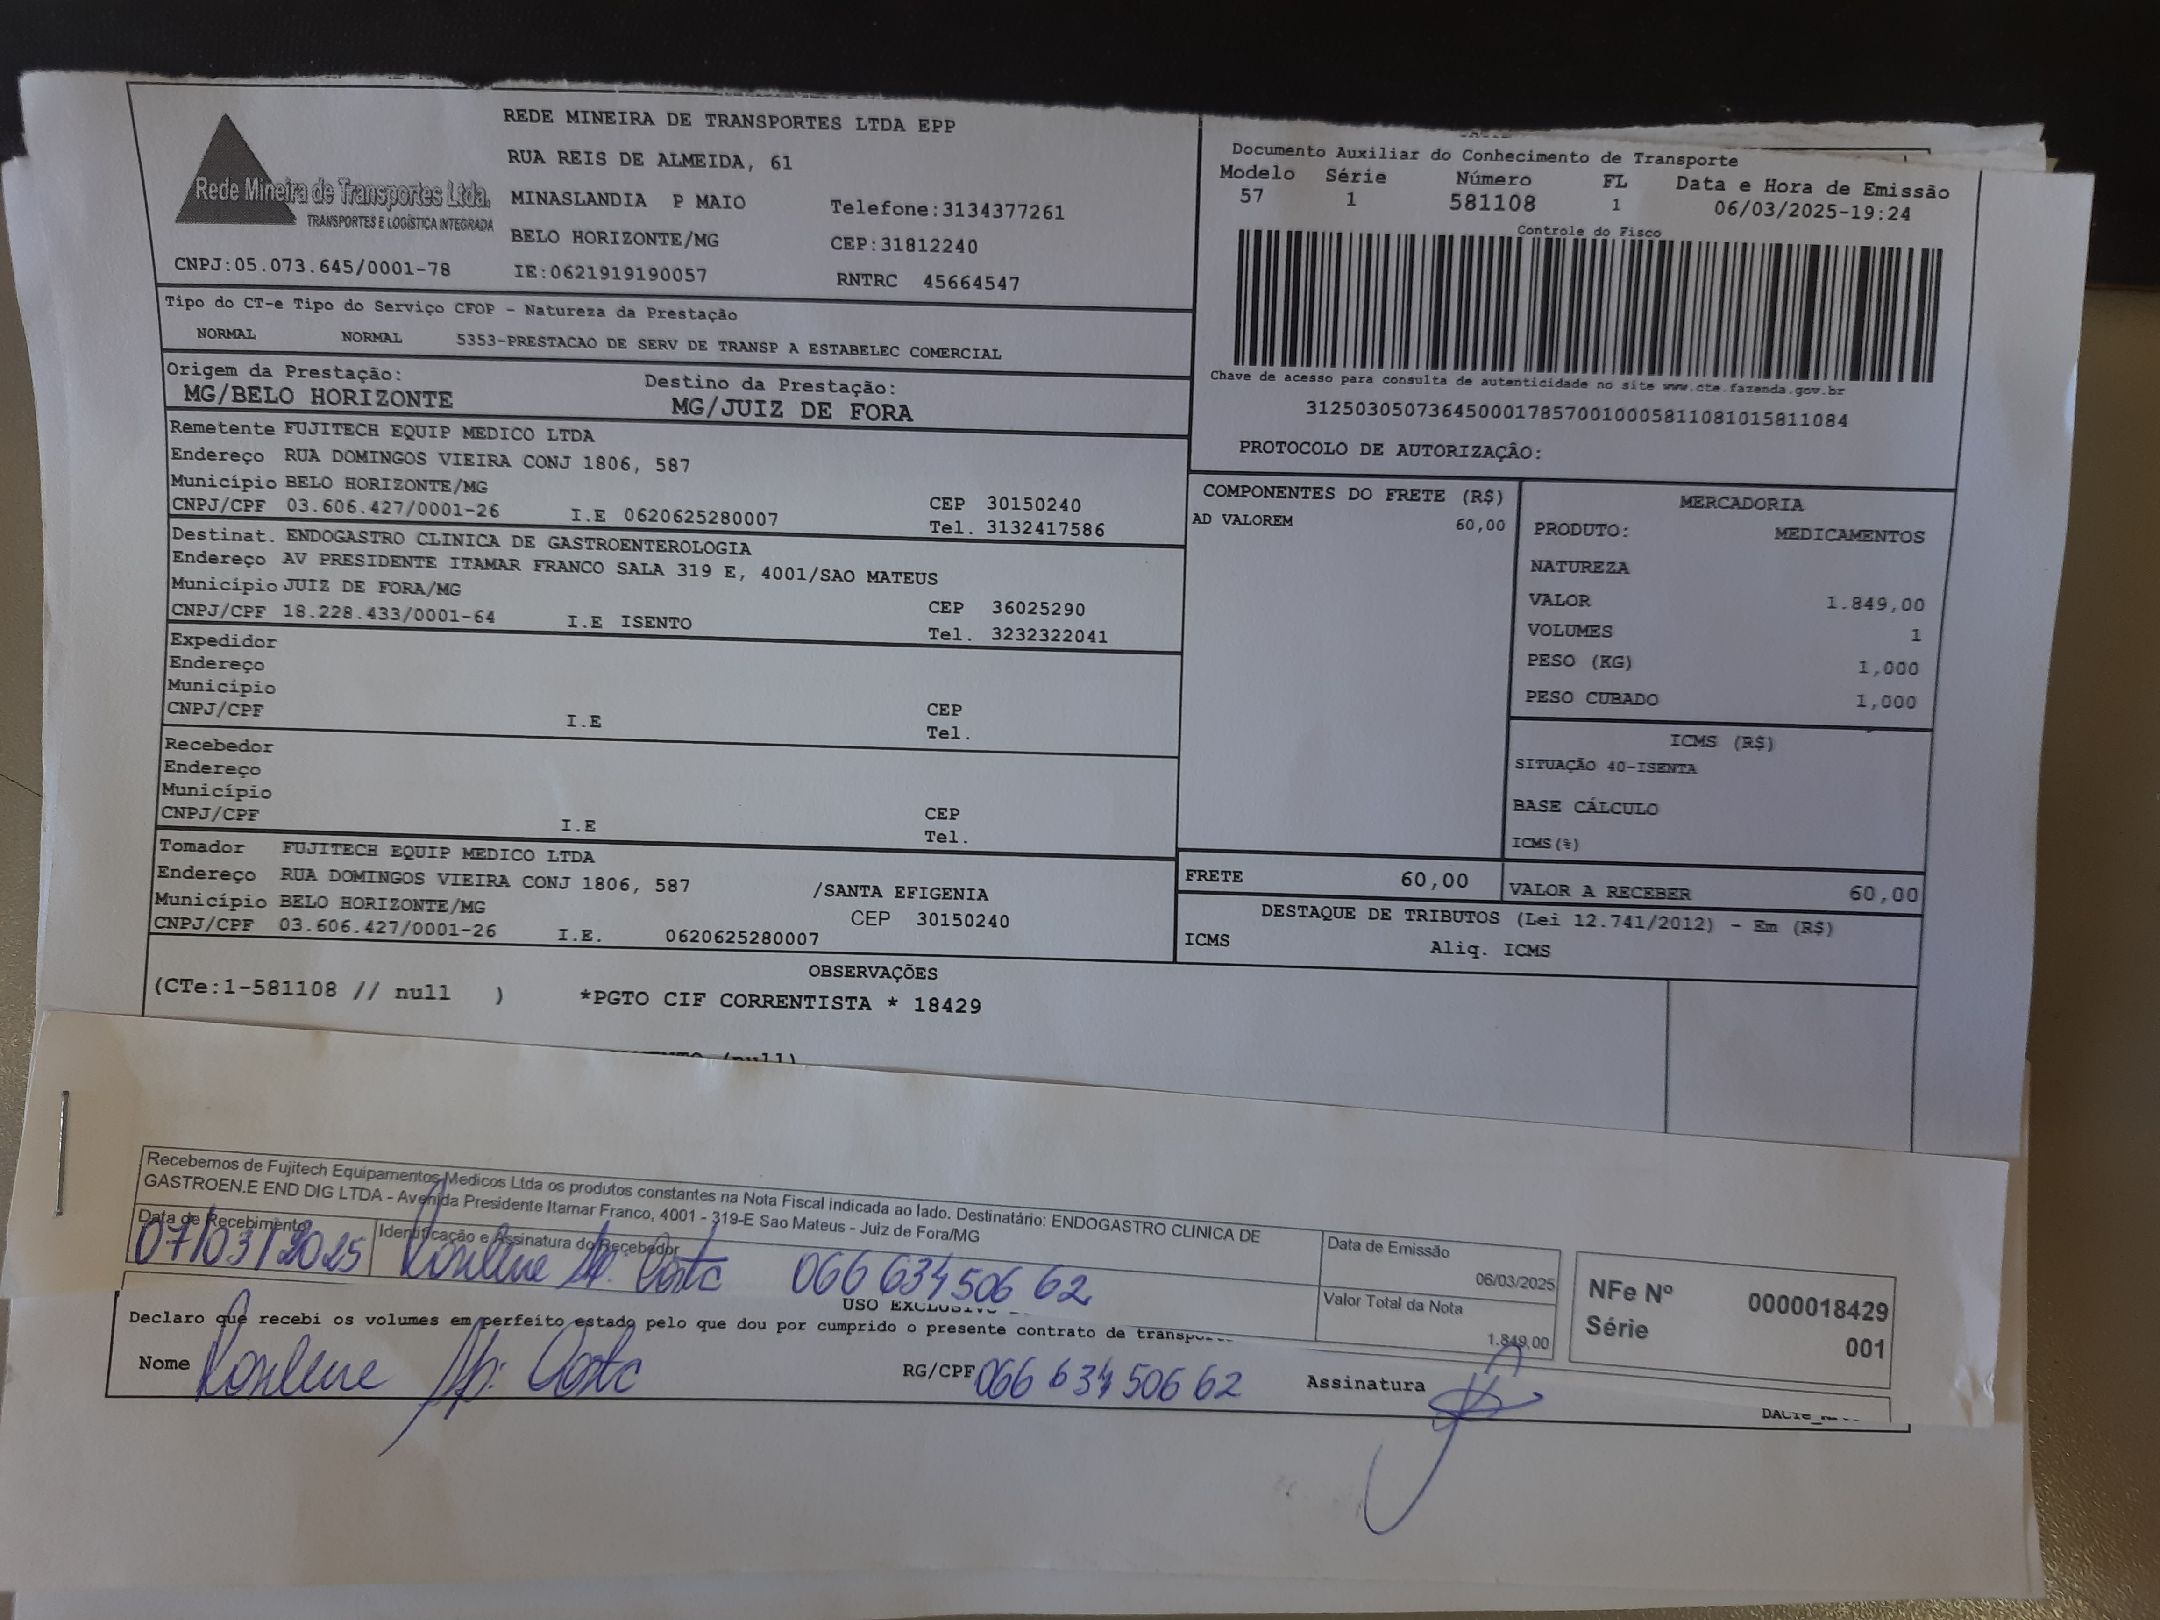 REDE MINEIRA DE TRANSPORTES LTDA EPP
RUA REIS DE ALMEIDA, 61
MINASLANDIA P MAIO Telefone:3134377261
BELO HORIZONTE/MG CEP:31812240
IE:0621919190057 RNTRC 45664547
Rede Mineira de Transportes Ltda.
TRANSPORTES E LOGÍSTICA INTEGRADA
CNPJ:05.073.645/0001-78
Documento Auxiliar do Conhecimento de Transporte
Modelo Série Número FL Data e Hora de Emissão
57 1 581108 1 06/03/2025-19:24
Controle do Fisco
Chave de acesso para consulta de autenticidade no site www.cte.fazenda.gov.br
31250305073645000178570010005811081015811084
PROTOCOLO DE AUTORIZAÇÃO:
Tipo do CT-e Tipo do Serviço CFOP - Natureza da Prestação
NORMAL NORMAL 5353-PRESTACAO DE SERV DE TRANSP A ESTABELEC COMERCIAL
Origem da Prestação: Destino da Prestação:
MG/BELO HORIZONTE MG/JUIZ DE FORA
Remetente FUJITECH EQUIP MEDICO LTDA
Endereço RUA DOMINGOS VIEIRA CONJ 1806, 587
Município BELO HORIZONTE/MG CEP 30150240
CNPJ/CPF 03.606.427/0001-26 I.E 0620625280007 Tel. 3132417586
Destinat. ENDOGASTRO CLINICA DE GASTROENTEROLOGIA
Endereço AV PRESIDENTE ITAMAR FRANCO SALA 319 E, 4001/SAO MATEUS
Município JUIZ DE FORA/MG CEP 36025290
CNPJ/CPF 18.228.433/0001-64 I.E ISENTO Tel. 3232322041
Expedidor
Endereço
Município CEP
CNPJ/CPF I.E Tel.
Recebedor
Endereço
Município CEP
CNPJ/CPF I.E Tel.
Tomador FUJITECH EQUIP MEDICO LTDA
Endereço RUA DOMINGOS VIEIRA CONJ 1806, 587 /SANTA EFIGENIA
Município BELO HORIZONTE/MG CEP 30150240
CNPJ/CPF 03.606.427/0001-26 I.E. 0620625280007
COMPONENTES DO FRETE (R$)
AD VALOREM 60,00
MERCADORIA
PRODUTO: MEDICAMENTOS
NATUREZA
VALOR 1.849,00
VOLUMES 1
PESO (KG) 1,000
PESO CUBADO 1,000
ICMS (R$)
SITUAÇÃO 40-ISENTA
BASE CÁLCULO
ICMS(%)
FRETE 60,00 VALOR A RECEBER 60,00
DESTAQUE DE TRIBUTOS (Lei 12.741/2012) - Em (R$)
ICMS Aliq. ICMS
OBSERVAÇÕES
(CTe:1-581108 // null ) *PGTO CIF CORRENTISTA * 18429
Recebemos de Fujitech Equipamentos Medicos Ltda os produtos constantes na Nota Fiscal indicada ao lado. Destinatário: ENDOGASTRO CLINICA DE
GASTROEN.E END DIG LTDA - Avenida Presidente Itamar Franco, 4001 - 319-E Sao Mateus - Juiz de Fora/MG
Data de Recebimento Identificação e Assinatura do Recebedor
07/03/2025 Ap. Costa 066 634 506 62
Data de Emissão
06/03/2025
Valor Total da Nota
1.849,00
NFe Nº 0000018429
Série 001
USO EXCLUSIVO
Declaro que recebi os volumes em perfeito estado pelo que dou por cumprido o presente contrato de
Nome Ap. Costa RG/CPF 066 634 506 62 Assinatura